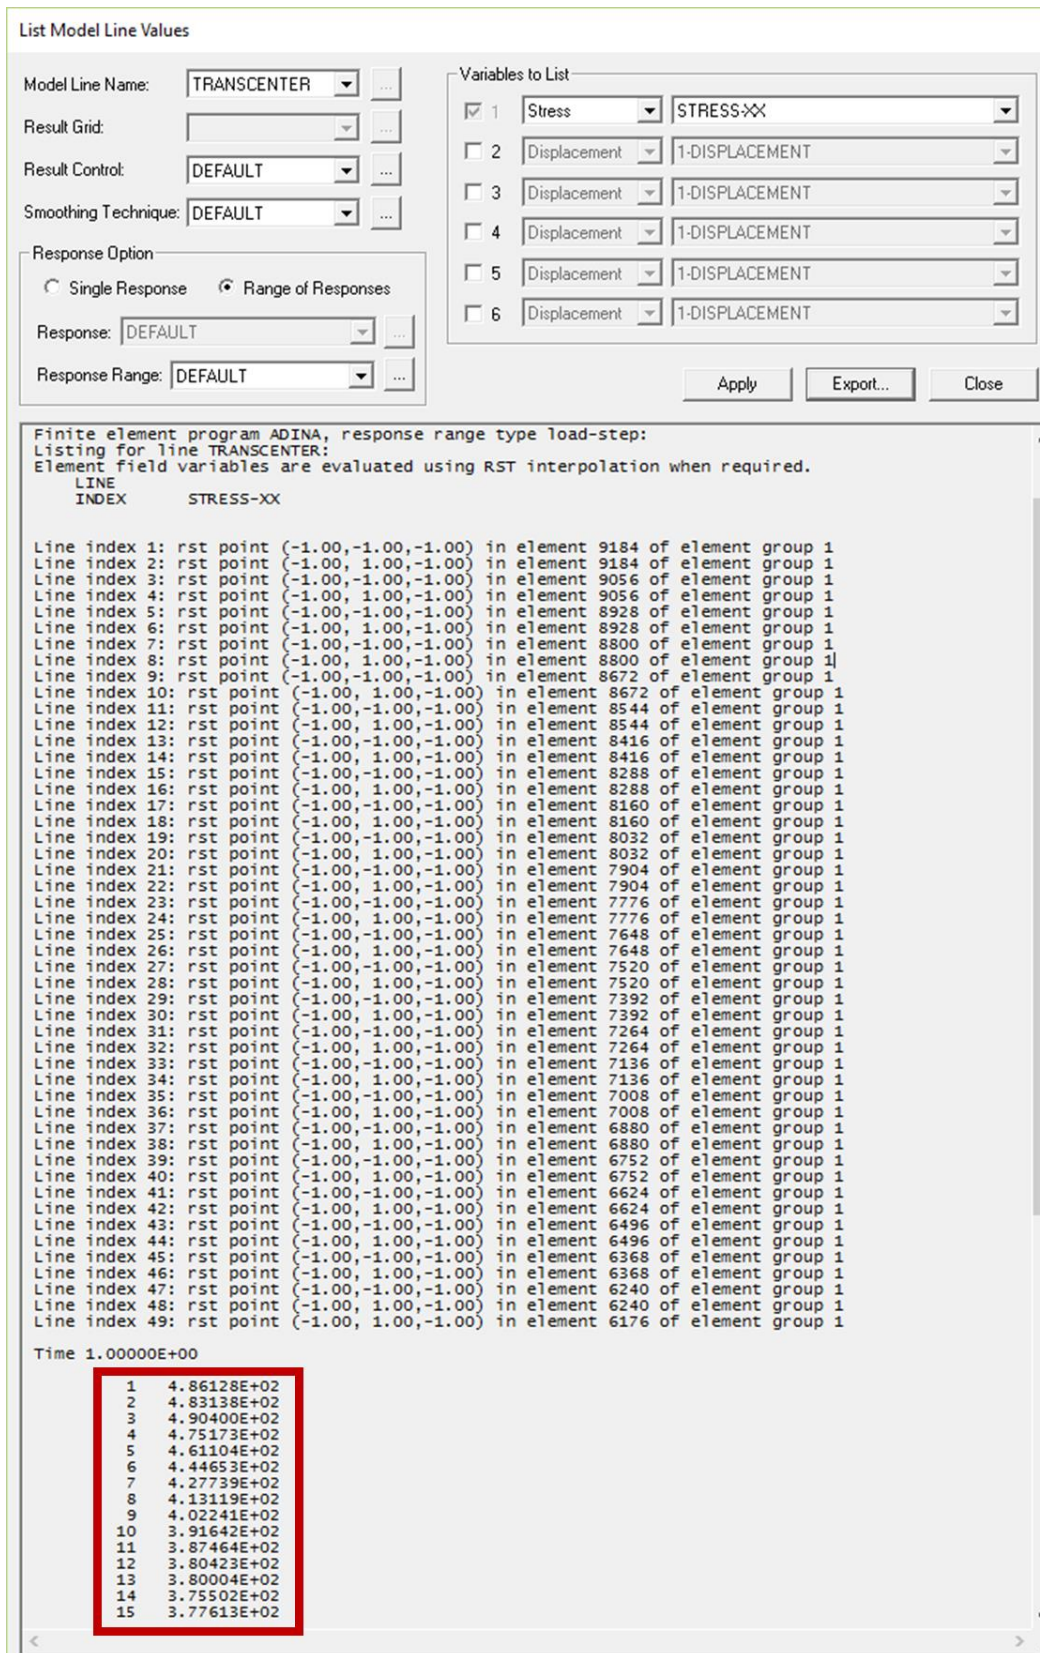 List Model Line Values
Model Line Name: TRANSCENTER ...
Result Grid: ...
Result Control: DEFAULT ...
Smoothing Technique: DEFAULT ...
Response Option
Single Response Range of Responses
Response: DEFAULT ...
Response Range: DEFAULT ...
Variables to List
1 Stress STRESS-XX
2 Displacement 1-DISPLACEMENT
3 Displacement 1-DISPLACEMENT
4 Displacement 1-DISPLACEMENT
5 Displacement 1-DISPLACEMENT
6 Displacement 1-DISPLACEMENT
Apply Export... Close
Finite element program ADINA, response range type load-step:
Listing for line TRANSCENTER:
Element field variables are evaluated using RST interpolation when required.
LINE
INDEX STRESS-XX
Line index 1: rst point (-1.00,-1.00,-1.00) in element 9184 of element group 1
Line index 2: rst point (-1.00, 1.00,-1.00) in element 9184 of element group 1
Line index 3: rst point (-1.00,-1.00,-1.00) in element 9056 of element group 1
Line index 4: rst point (-1.00, 1.00,-1.00) in element 9056 of element group 1
Line index 5: rst point (-1.00,-1.00,-1.00) in element 8928 of element group 1
Line index 6: rst point (-1.00, 1.00,-1.00) in element 8928 of element group 1
Line index 7: rst point (-1.00,-1.00,-1.00) in element 8800 of element group 1
Line index 8: rst point (-1.00, 1.00,-1.00) in element 8800 of element group 1
Line index 9: rst point (-1.00,-1.00,-1.00) in element 8672 of element group 1
Line index 10: rst point (-1.00, 1.00,-1.00) in element 8672 of element group 1
Line index 11: rst point (-1.00,-1.00,-1.00) in element 8544 of element group 1
Line index 12: rst point (-1.00, 1.00,-1.00) in element 8544 of element group 1
Line index 13: rst point (-1.00,-1.00,-1.00) in element 8416 of element group 1
Line index 14: rst point (-1.00, 1.00,-1.00) in element 8416 of element group 1
Line index 15: rst point (-1.00,-1.00,-1.00) in element 8288 of element group 1
Line index 16: rst point (-1.00, 1.00,-1.00) in element 8288 of element group 1
Line index 17: rst point (-1.00,-1.00,-1.00) in element 8160 of element group 1
Line index 18: rst point (-1.00, 1.00,-1.00) in element 8160 of element group 1
Line index 19: rst point (-1.00,-1.00,-1.00) in element 8032 of element group 1
Line index 20: rst point (-1.00, 1.00,-1.00) in element 8032 of element group 1
Line index 21: rst point (-1.00,-1.00,-1.00) in element 7904 of element group 1
Line index 22: rst point (-1.00, 1.00,-1.00) in element 7904 of element group 1
Line index 23: rst point (-1.00,-1.00,-1.00) in element 7776 of element group 1
Line index 24: rst point (-1.00, 1.00,-1.00) in element 7776 of element group 1
Line index 25: rst point (-1.00,-1.00,-1.00) in element 7648 of element group 1
Line index 26: rst point (-1.00, 1.00,-1.00) in element 7648 of element group 1
Line index 27: rst point (-1.00,-1.00,-1.00) in element 7520 of element group 1
Line index 28: rst point (-1.00, 1.00,-1.00) in element 7520 of element group 1
Line index 29: rst point (-1.00,-1.00,-1.00) in element 7392 of element group 1
Line index 30: rst point (-1.00, 1.00,-1.00) in element 7392 of element group 1
Line index 31: rst point (-1.00,-1.00,-1.00) in element 7264 of element group 1
Line index 32: rst point (-1.00, 1.00,-1.00) in element 7264 of element group 1
Line index 33: rst point (-1.00,-1.00,-1.00) in element 7136 of element group 1
Line index 34: rst point (-1.00, 1.00,-1.00) in element 7136 of element group 1
Line index 35: rst point (-1.00,-1.00,-1.00) in element 7008 of element group 1
Line index 36: rst point (-1.00, 1.00,-1.00) in element 7008 of element group 1
Line index 37: rst point (-1.00,-1.00,-1.00) in element 6880 of element group 1
Line index 38: rst point (-1.00, 1.00,-1.00) in element 6880 of element group 1
Line index 39: rst point (-1.00,-1.00,-1.00) in element 6752 of element group 1
Line index 40: rst point (-1.00, 1.00,-1.00) in element 6752 of element group 1
Line index 41: rst point (-1.00,-1.00,-1.00) in element 6624 of element group 1
Line index 42: rst point (-1.00, 1.00,-1.00) in element 6624 of element group 1
Line index 43: rst point (-1.00,-1.00,-1.00) in element 6496 of element group 1
Line index 44: rst point (-1.00, 1.00,-1.00) in element 6496 of element group 1
Line index 45: rst point (-1.00,-1.00,-1.00) in element 6368 of element group 1
Line index 46: rst point (-1.00, 1.00,-1.00) in element 6368 of element group 1
Line index 47: rst point (-1.00,-1.00,-1.00) in element 6240 of element group 1
Line index 48: rst point (-1.00, 1.00,-1.00) in element 6240 of element group 1
Line index 49: rst point (-1.00, 1.00,-1.00) in element 6176 of element group 1
Time 1.00000E+00
1 4.86128E+02
2 4.83138E+02
3 4.90400E+02
4 4.75173E+02
5 4.61104E+02
6 4.44653E+02
7 4.27739E+02
8 4.13119E+02
9 4.02241E+02
10 3.91642E+02
11 3.87464E+02
12 3.80423E+02
13 3.80004E+02
14 3.75502E+02
15 3.77613E+02